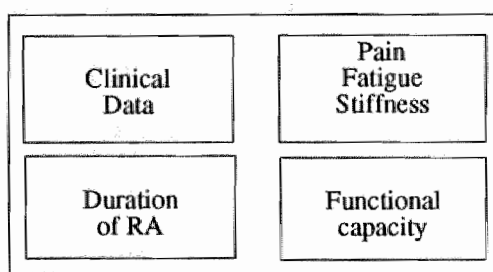 Clinical
Data
Pain
Fatigue
Stiffness
Duration
of RA
Functional
capacity